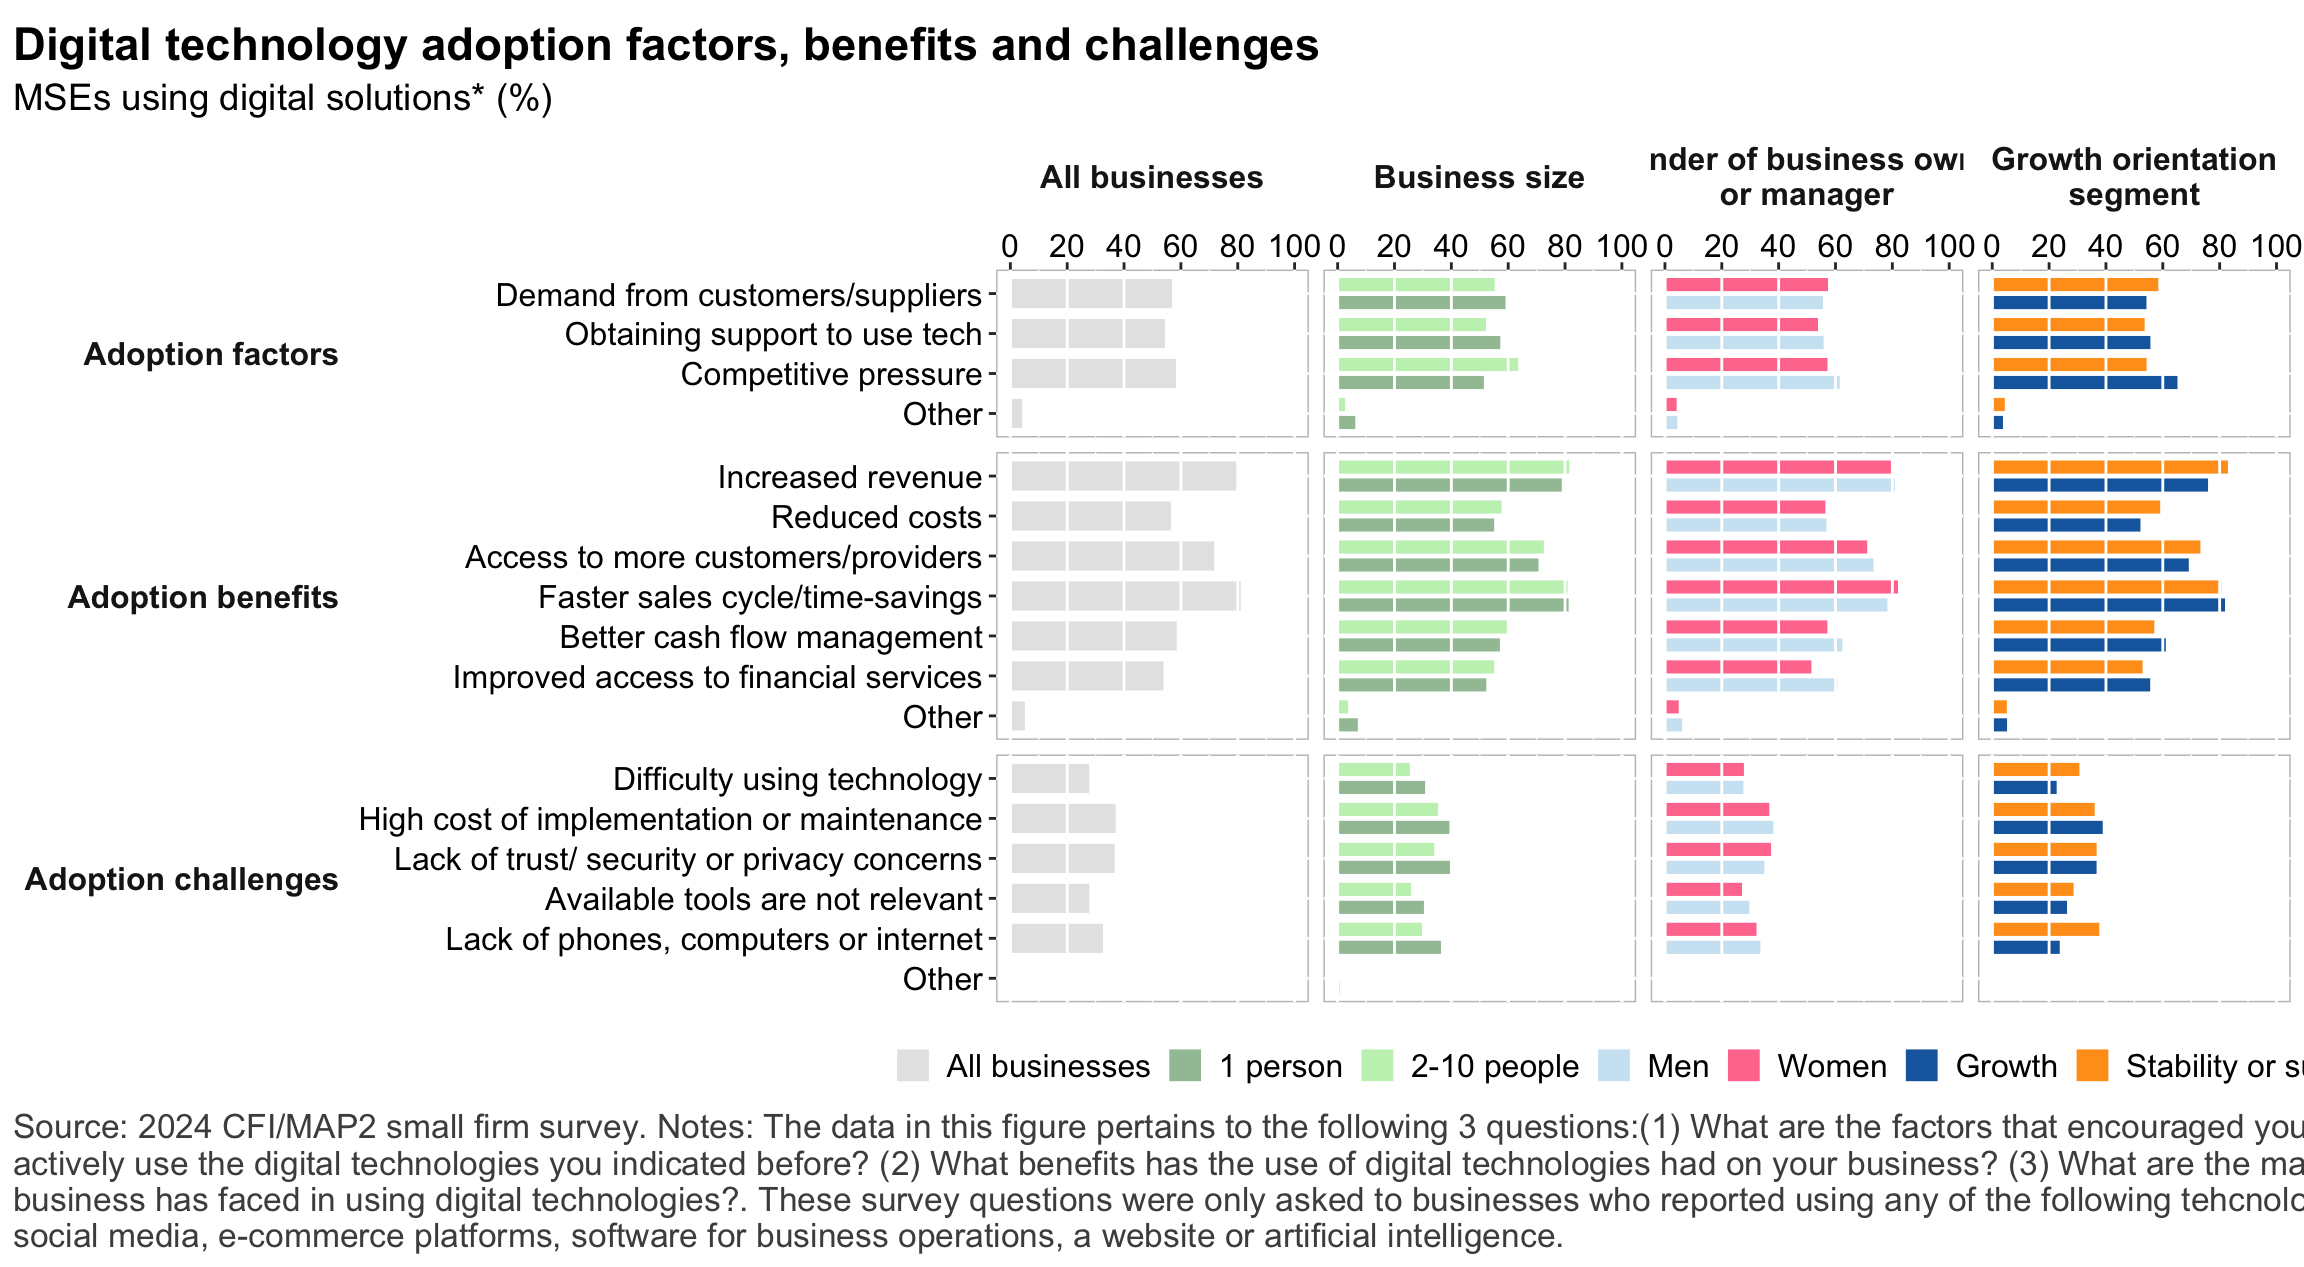 Digital technology adoption factors, benefits and challenges
MSEs using digital solutions* (%)
All businesses
Business size
nder of business own
or manager
Growth orientation
segment
0 20 40 60 80 100 0 20 40 60 80 100 0 20 40 60 80 100 0 20 40 60 80 100
Adoption factors
Demand from customers/suppliers
Obtaining support to use tech
Competitive pressure
Other
Adoption benefits
Increased revenue
Reduced costs
Access to more customers/providers
Faster sales cycle/time-savings
Better cash flow management
Improved access to financial services
Other
Adoption challenges
Difficulty using technology
High cost of implementation or maintenance
Lack of trust/ security or privacy concerns
Available tools are not relevant
Lack of phones, computers or internet
Other
All businesses 1 person 2-10 people Men Women Growth Stability or su
Source: 2024 CFI/MAP2 small firm survey. Notes: The data in this figure pertains to the following 3 questions:(1) What are the factors that encouraged you
actively use the digital technologies you indicated before? (2) What benefits has the use of digital technologies had on your business? (3) What are the ma
business has faced in using digital technologies?. These survey questions were only asked to businesses who reported using any of the following tehcnolo
social media, e-commerce platforms, software for business operations, a website or artificial intelligence.